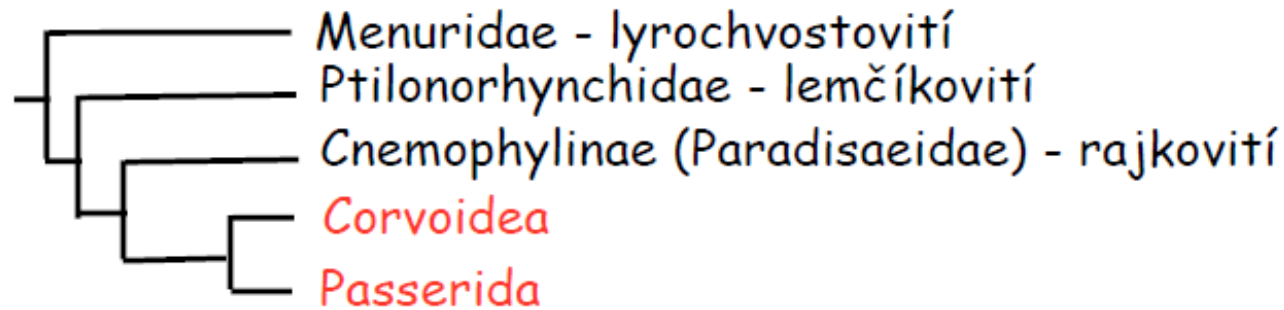 Menuridae - lyrochvostovití
Ptilonorhynchidae - lemčíkovití
Cnemophylinae (Paradisaeidae) - rajkovití
Corvoidea
Passerida